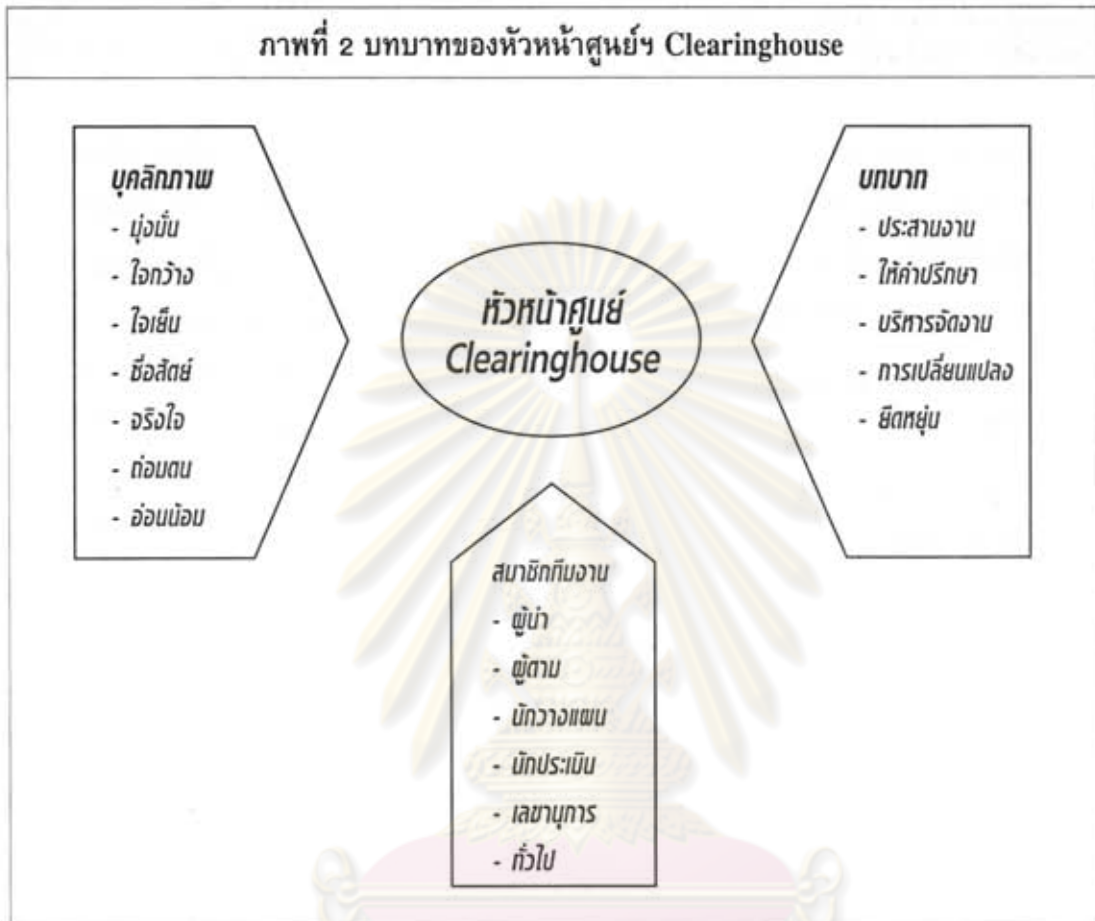 ภาพที่ 2 บทบาทของหัวหน้าศูนย์ฯ Clearinghouse
บุคลิกภาพ
- มุ่งมั่น
- ใจกว้าง
- ใจเย็น
- ซื่อสัตย์
- จริงใจ
- ถ่อมตน
- อ่อนน้อม
หัวหน้าศูนย์
Clearinghouse
บทบาท
- ประสานงาน
- ให้คำปรึกษา
- บริหารจัดงาน
- การเปลี่ยนแปลง
- ยืดหยุ่น
สมาชิกทีมงาน
- ผู้นำ
- ผู้ตาม
- นักวางแผน
- นักประเมิน
- เลขานุการ
- ทั่วไป